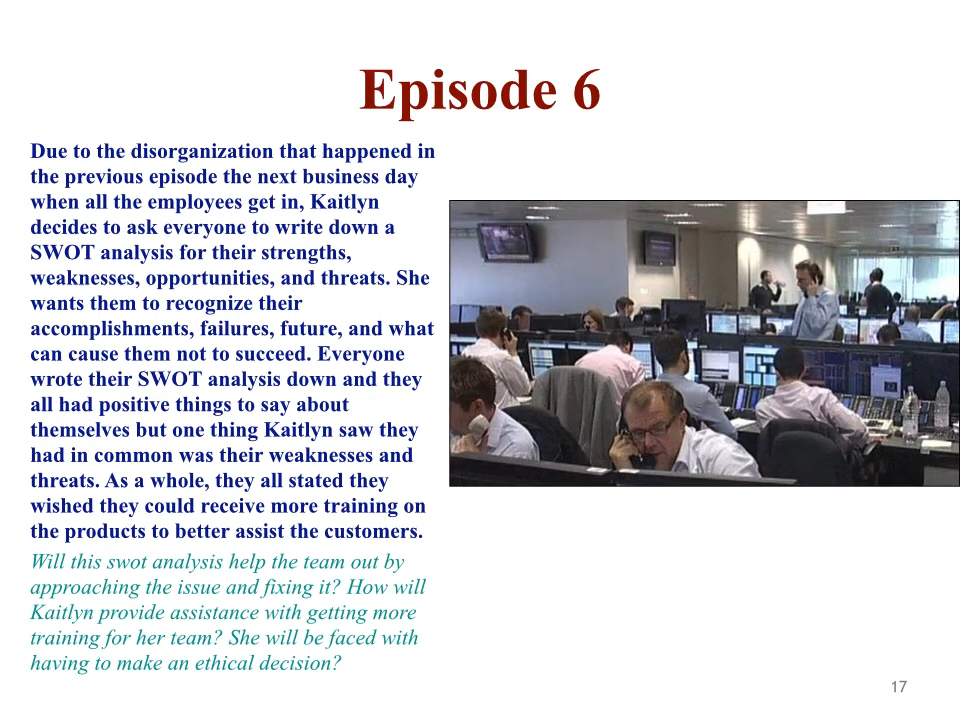 Episode 6
Due to the disorganization that happened in
the previous episode the next business day
when all the employees get in, Kaitlyn
decides to ask everyone to write down a
SWOT analysis for their strengths,
weaknesses, opportunities, and threats. She
wants them to recognize their
accomplishments, failures, future, and what
can cause them not to succeed. Everyone
wrote their SWOT analysis down and they
all had positive things to say about
themselves but one thing Kaitlyn saw they
had in common was their weaknesses and
threats. As a whole, they all stated they
wished they could receive more training on
the products to better assist the customers.
Will this swot analysis help the team out by
approaching the issue and fixing it? How will
Kaitlyn provide assistance with getting more
training for her team? She will be faced with
having to make an ethical decision?
17